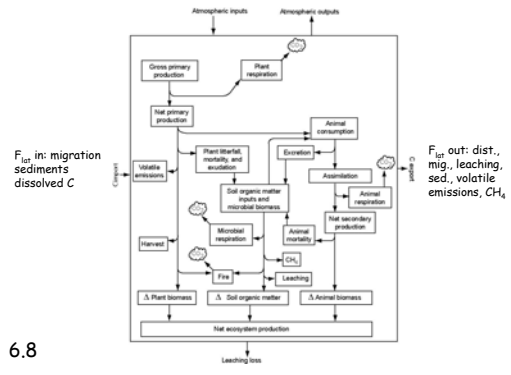 Atmospheric inputs
Atmospheric outputs
Gross primary
production
Plant
respiration
Net primary
production
Animal
consumption
Plant litterfall,
mortality, and
exudation
Excretion
F_lat in: migration
sediments
dissolved C
C import
Volatile
emissions
Assimilation
C export
F_lat out: dist.,
mig., leaching,
sed., volatile
emissions, CH₄
Soil organic matter
inputs and
microbial biomass
Animal
respiration
Net secondary
production
Microbial
respiration
Animal
mortality
Harvest
CH₄
Fire
Leaching
Δ Plant biomass
Δ Soil organic matter
Δ Animal biomass
Net ecosystem production
Leaching loss
6.8